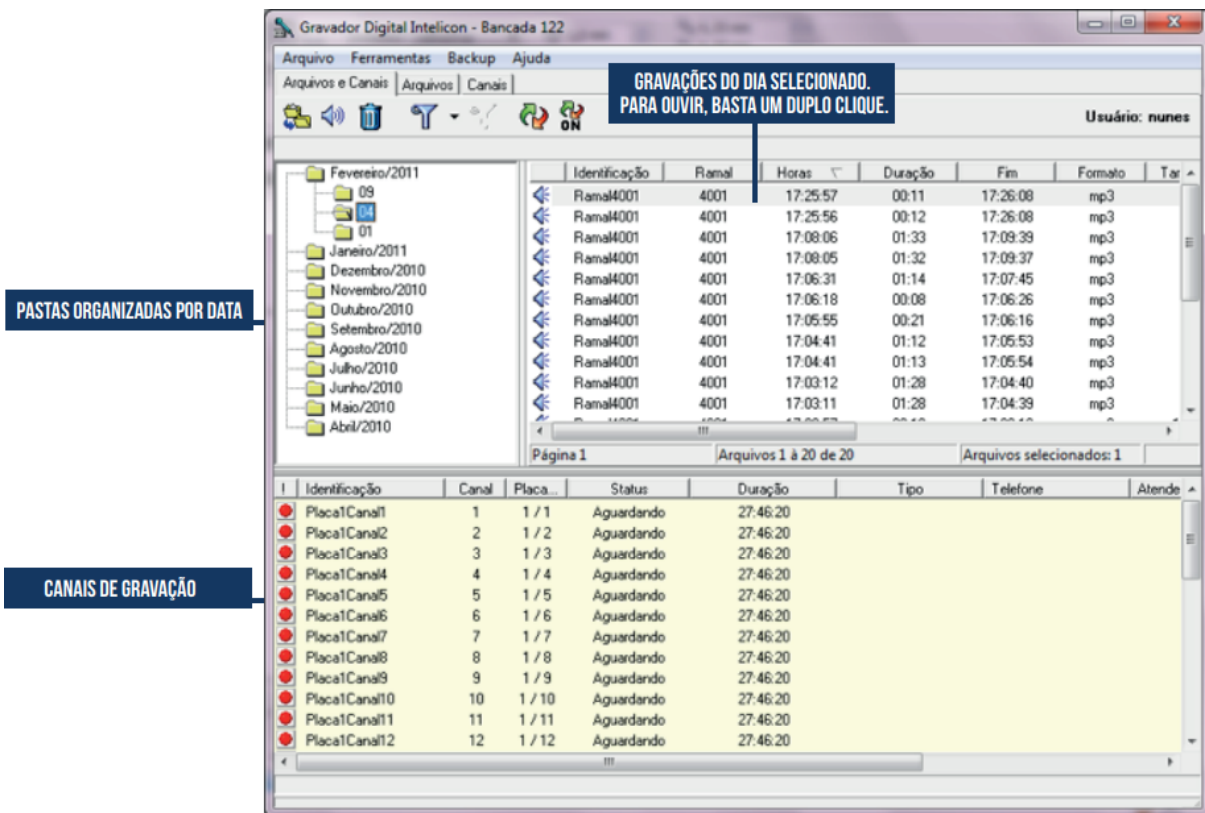 Gravador Digital Intelicon - Bancada 122
Arquivo Ferramentas Backup Ajuda
Arquivos e Canais Arquivos Canais
GRAVAÇÕES DO DIA SELECIONADO.
PARA OUVIR, BASTA UM DUPLO CLIQUE.
ON
Usuário: nunes
PASTAS ORGANIZADAS POR DATA
Fevereiro/2011
09
04
01
Janeiro/2011
Dezembro/2010
Novembro/2010
Outubro/2010
Setembro/2010
Agosto/2010
Julho/2010
Junho/2010
Maio/2010
Abril/2010
Identificação Ramal Horas Duração Fim Formato Tar
Ramal4001 4001 17:25:57 00:11 17:26:08 mp3
Ramal4001 4001 17:25:56 00:12 17:26:08 mp3
Ramal4001 4001 17:08:06 01:33 17:09:39 mp3
Ramal4001 4001 17:08:05 01:32 17:09:37 mp3
Ramal4001 4001 17:06:31 01:14 17:07:45 mp3
Ramal4001 4001 17:06:18 00:08 17:06:26 mp3
Ramal4001 4001 17:05:55 00:21 17:06:16 mp3
Ramal4001 4001 17:04:41 01:12 17:05:53 mp3
Ramal4001 4001 17:04:41 01:13 17:05:54 mp3
Ramal4001 4001 17:03:12 01:28 17:04:40 mp3
Ramal4001 4001 17:03:11 01:28 17:04:39 mp3
Página 1 Arquivos 1 à 20 de 20 Arquivos selecionados: 1
CANAIS DE GRAVAÇÃO
! Identificação Canal Placa... Status Duração Tipo Telefone Atende
Placa1Canal1 1 1 / 1 Aguardando 27:46:20
Placa1Canal2 2 1 / 2 Aguardando 27:46:20
Placa1Canal3 3 1 / 3 Aguardando 27:46:20
Placa1Canal4 4 1 / 4 Aguardando 27:46:20
Placa1Canal5 5 1 / 5 Aguardando 27:46:20
Placa1Canal6 6 1 / 6 Aguardando 27:46:20
Placa1Canal7 7 1 / 7 Aguardando 27:46:20
Placa1Canal8 8 1 / 8 Aguardando 27:46:20
Placa1Canal9 9 1 / 9 Aguardando 27:46:20
Placa1Canal10 10 1 / 10 Aguardando 27:46:20
Placa1Canal11 11 1 / 11 Aguardando 27:46:20
Placa1Canal12 12 1 / 12 Aguardando 27:46:20